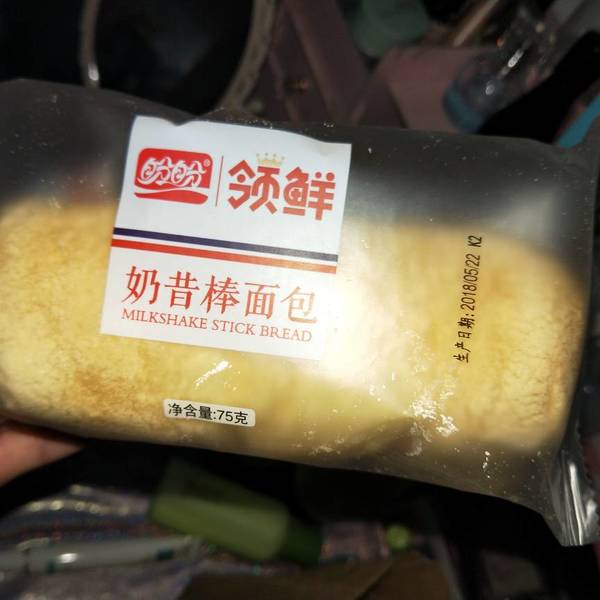 盼盼® 领鲜
奶昔棒面包
MILKSHAKE STICK BREAD
净含量:75克
生产日期:2018/05/22 K2